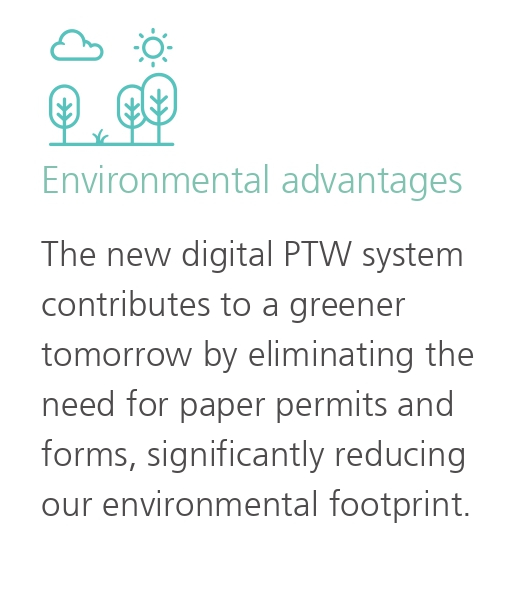 Environmental advantages
The new digital PTW system
contributes to a greener
tomorrow by eliminating the
need for paper permits and
forms, significantly reducing
our environmental footprint.